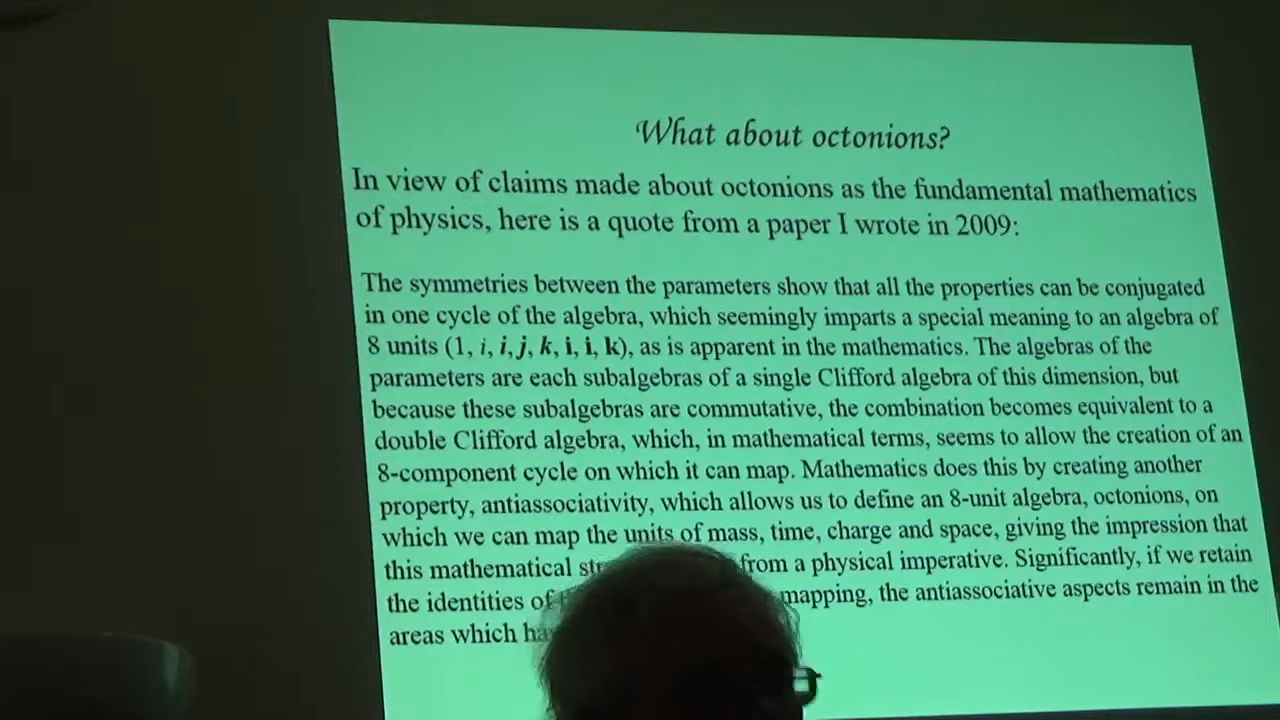 What about octonions?
In view of claims made about octonions as the fundamental mathematics
of physics, here is a quote from a paper I wrote in 2009:
The symmetries between the parameters show that all the properties can be conjugated
in one cycle of the algebra, which seemingly imparts a special meaning to an algebra of
8 units (1, i, i, j, k, i, i, k), as is apparent in the mathematics. The algebras of the
parameters are each subalgebras of a single Clifford algebra of this dimension, but
because these subalgebras are commutative, the combination becomes equivalent to a
double Clifford algebra, which, in mathematical terms, seems to allow the creation of an
8-component cycle on which it can map. Mathematics does this by creating another
property, antiassociativity, which allows us to define an 8-unit algebra, octonions, on
which we can map the units of mass, time, charge and space, giving the impression that
this mathematical from a physical imperative. Significantly, if we retain
the identities of mapping, the antiassociative aspects remain in the
areas which